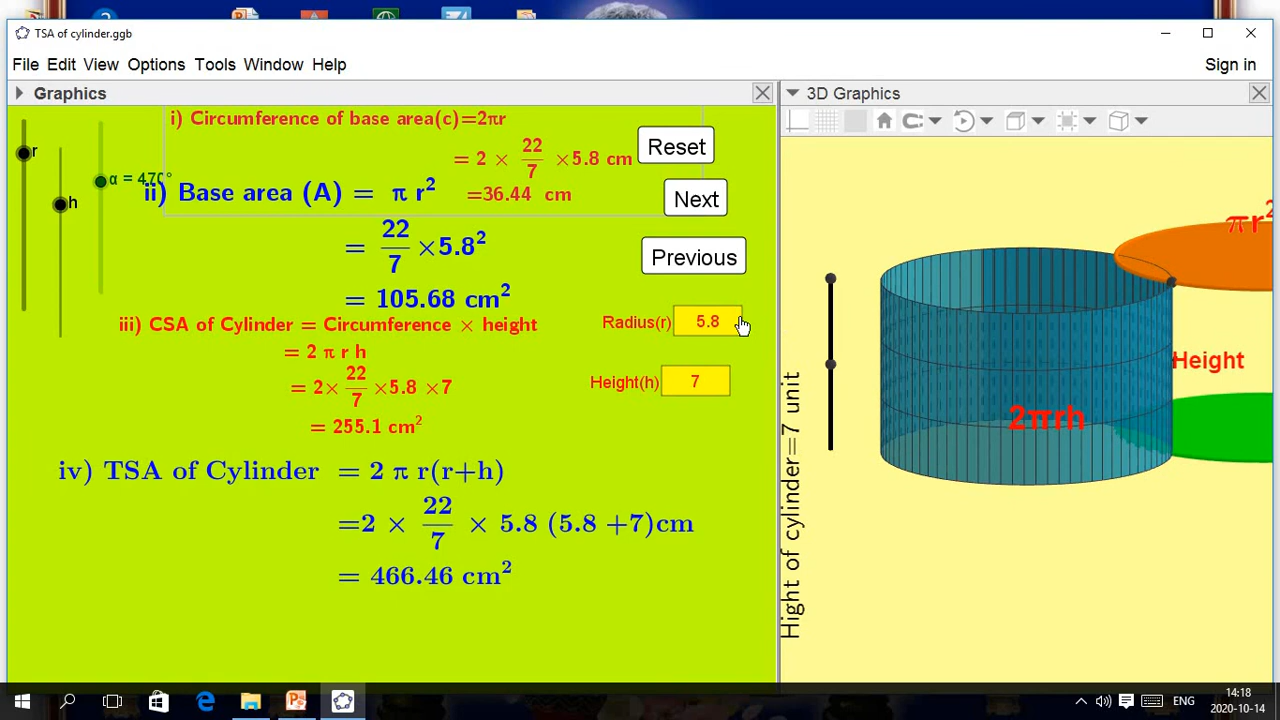 TSA of cylinder.ggb
File Edit View Options Tools Window Help
Sign in
Graphics
3D Graphics
i) Circumference of base area(c)=2πr
= 2 × 22/7 ×5.8 cm
=36.44 cm
r
h
α = 470°
ii) Base area (A) = π r²
= 22/7 ×5.8²
= 105.68 cm²
iii) CSA of Cylinder = Circumference × height
= 2 π r h
= 2× 22/7 ×5.8 ×7
= 255.1 cm²
iv) TSA of Cylinder = 2 π r(r+h)
=2 × 22/7 × 5.8 (5.8 +7)cm
= 466.46 cm²
Reset
Next
Previous
Radius(r) 5.8
Height(h) 7
Hight of cylinder=7 unit
πr²
Height
2πrh
ENG
14:18
2020-10-14